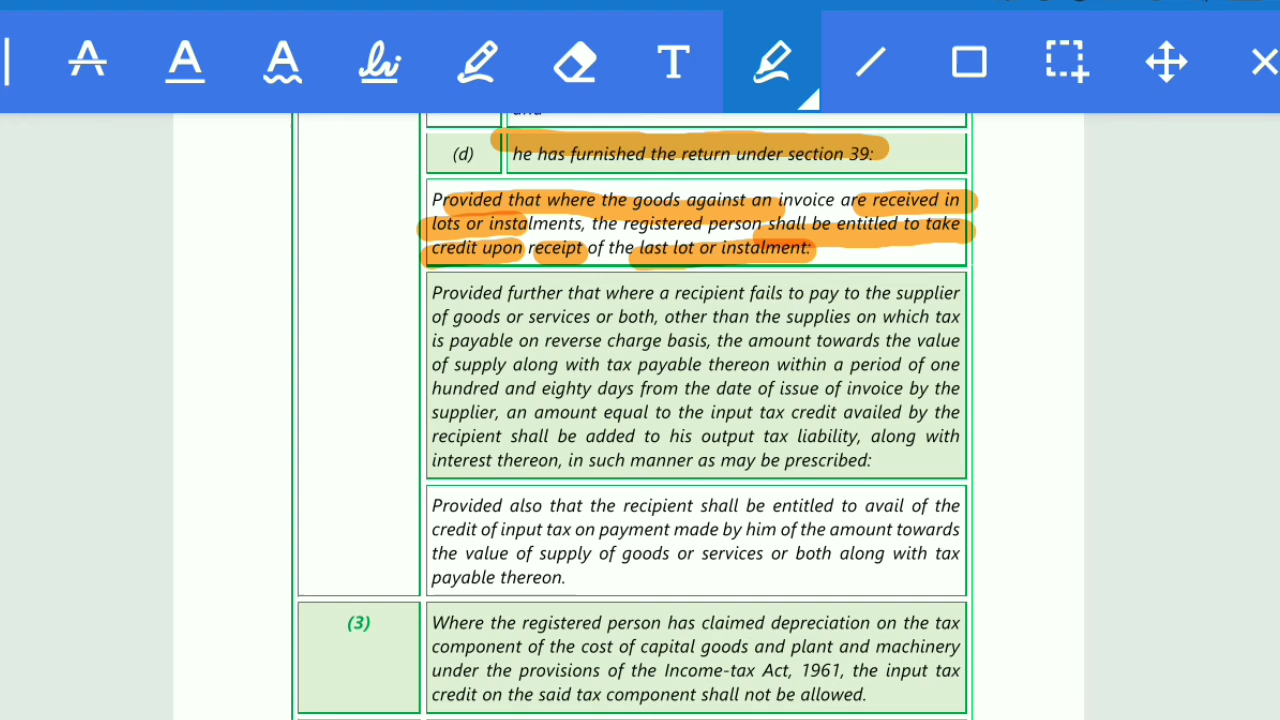 (d) he has furnished the return under section 39:
Provided that where the goods against an invoice are received in
lots or instalments, the registered person shall be entitled to take
credit upon receipt of the last lot or instalment:
Provided further that where a recipient fails to pay to the supplier
of goods or services or both, other than the supplies on which tax
is payable on reverse charge basis, the amount towards the value
of supply along with tax payable thereon within a period of one
hundred and eighty days from the date of issue of invoice by the
supplier, an amount equal to the input tax credit availed by the
recipient shall be added to his output tax liability, along with
interest thereon, in such manner as may be prescribed:
Provided also that the recipient shall be entitled to avail of the
credit of input tax on payment made by him of the amount towards
the value of supply of goods or services or both along with tax
payable thereon.
(3) Where the registered person has claimed depreciation on the tax
component of the cost of capital goods and plant and machinery
under the provisions of the Income-tax Act, 1961, the input tax
credit on the said tax component shall not be allowed.